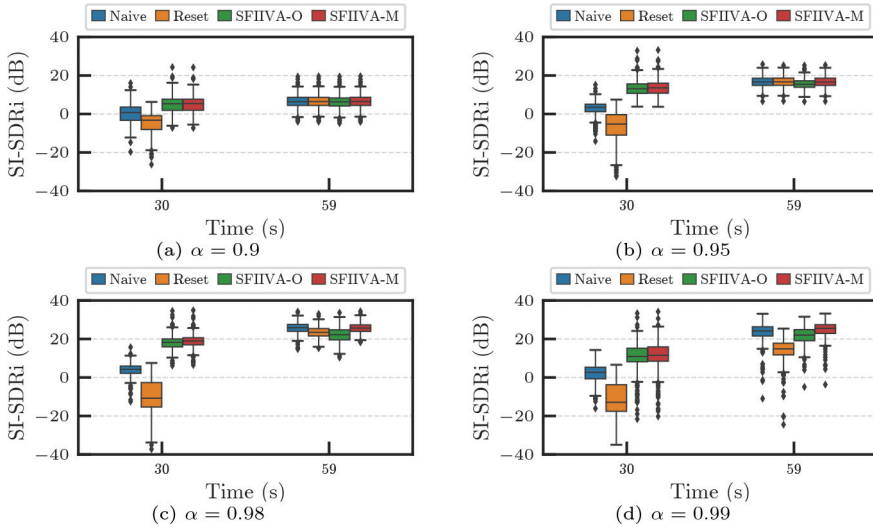 Naive Reset SFIIVA-O SFIIVA-M
SI-SDRi (dB)
40
20
0
−20
−40
30 59
Time (s)
(a) α = 0.9
Naive Reset SFIIVA-O SFIIVA-M
SI-SDRi (dB)
40
20
0
−20
−40
30 59
Time (s)
(b) α = 0.95
Naive Reset SFIIVA-O SFIIVA-M
SI-SDRi (dB)
40
20
0
−20
−40
30 59
Time (s)
(c) α = 0.98
Naive Reset SFIIVA-O SFIIVA-M
SI-SDRi (dB)
40
20
0
−20
−40
30 59
Time (s)
(d) α = 0.99